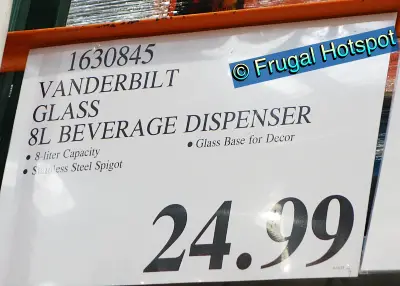 © Frugal Hotspot
1630845
VANDERBILT
GLASS
8L BEVERAGE DISPENSER
• 8-liter Capacity
• Glass Base for Decor
• Stainless Steel Spigot
24.99